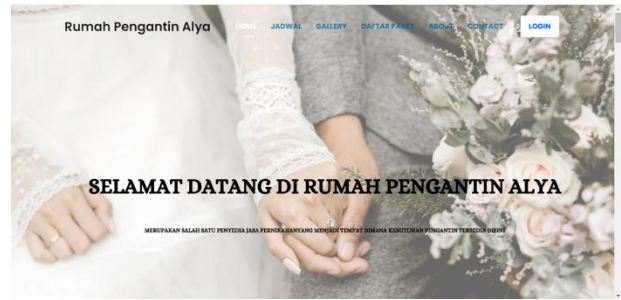 Rumah Pengantin Alya HOME JADWAL GALLERY DAFTAR PAKET ABOUT CONTACT LOGIN
SELAMAT DATANG DI RUMAH PENGANTIN ALYA
MERUPAKAN SALAH SATU PENYEDIA JASA PERNIKAHANYANG MENJADI TEMPAT DIMANA KEBUTUHAN PENGANTIN TERSEDIA DISINI